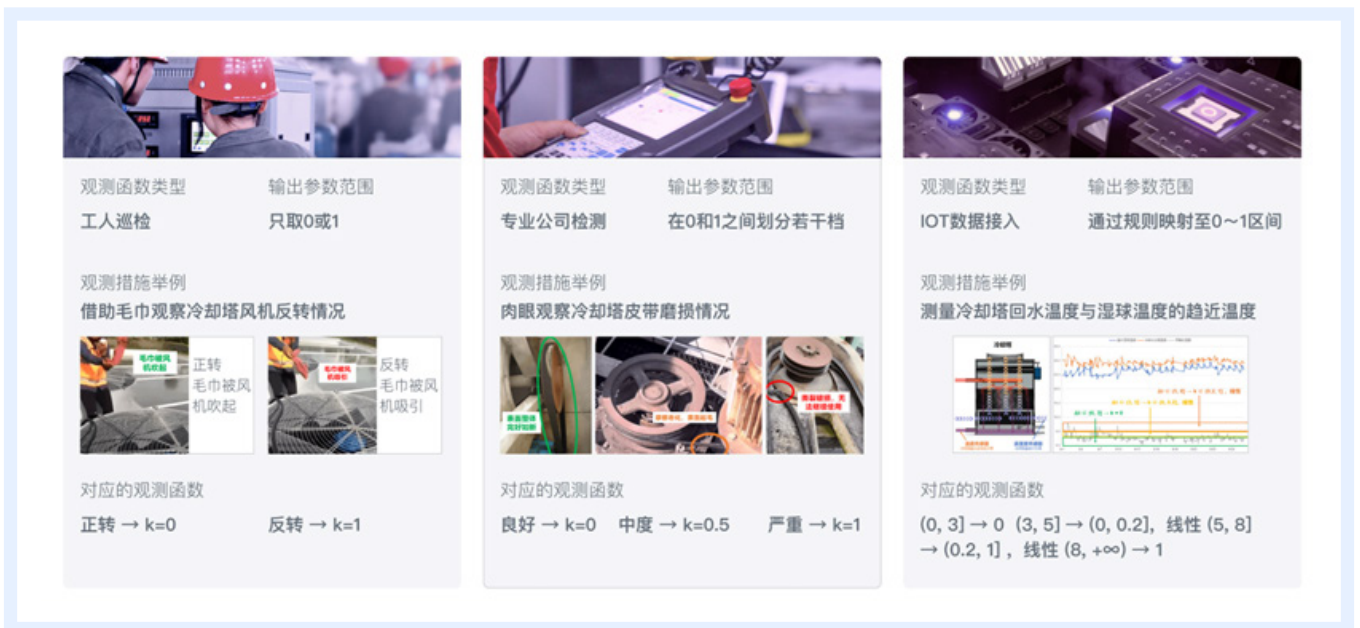 观测函数类型 输出参数范围
工人巡检 只取0或1
观测措施举例
借助毛巾观察冷却塔风机反转情况
毛巾被风
机吹起
正转
毛巾被风
机吹起
毛巾被风
机吸引
反转
毛巾被风
机吸引
对应的观测函数
正转 → k=0 反转 → k=1
观测函数类型 输出参数范围
专业公司检测 在0和1之间划分若干档
观测措施举例
肉眼观察冷却塔皮带磨损情况
对应的观测函数
良好 → k=0 中度 → k=0.5 严重 → k=1
观测函数类型 输出参数范围
IOT数据接入 通过规则映射至0～1区间
观测措施举例
测量冷却塔回水温度与湿球温度的趋近温度
冷却塔
对应的观测函数
(0, 3] → 0 (3, 5] → (0, 0.2], 线性 (5, 8]
→ (0.2, 1] , 线性 (8, +∞) → 1